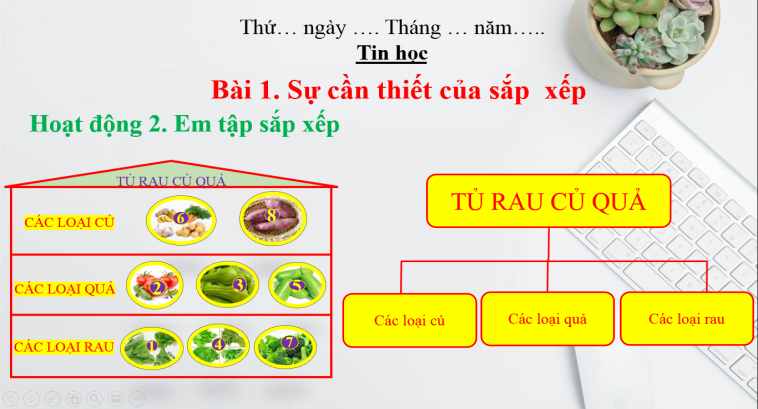 Thứ… ngày …. Tháng … năm…..
Tin học
Bài 1. Sự cần thiết của sắp xếp
Hoạt động 2. Em tập sắp xếp
TỦ RAU CỦ QUẢ
CÁC LOẠI CỦ
6
8
CÁC LOẠI QUẢ
2
3
5
CÁC LOẠI RAU
1
4
7
TỦ RAU CỦ QUẢ
Các loại củ
Các loại quả
Các loại rau